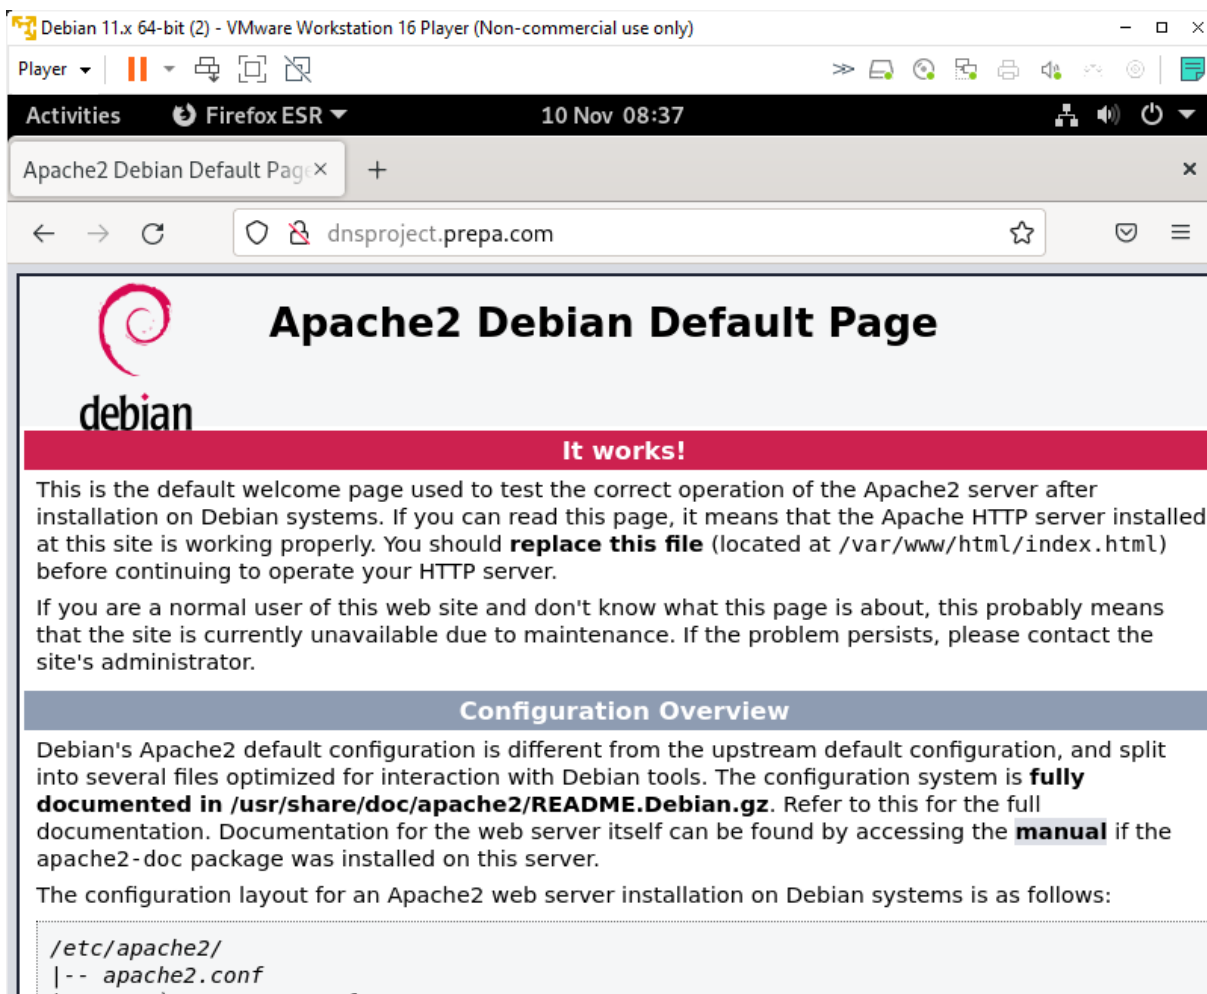 Debian 11.x 64-bit (2) - VMware Workstation 16 Player (Non-commercial use only)
Player
Activities Firefox ESR 10 Nov 08:37
Apache2 Debian Default Page
dnsproject.prepa.com
debian
Apache2 Debian Default Page
It works!
This is the default welcome page used to test the correct operation of the Apache2 server after
installation on Debian systems. If you can read this page, it means that the Apache HTTP server installed
at this site is working properly. You should replace this file (located at /var/www/html/index.html)
before continuing to operate your HTTP server.
If you are a normal user of this web site and don't know what this page is about, this probably means
that the site is currently unavailable due to maintenance. If the problem persists, please contact the
site's administrator.
Configuration Overview
Debian's Apache2 default configuration is different from the upstream default configuration, and split
into several files optimized for interaction with Debian tools. The configuration system is fully
documented in /usr/share/doc/apache2/README.Debian.gz. Refer to this for the full
documentation. Documentation for the web server itself can be found by accessing the manual if the
apache2-doc package was installed on this server.
The configuration layout for an Apache2 web server installation on Debian systems is as follows:
/etc/apache2/
|-- apache2.conf